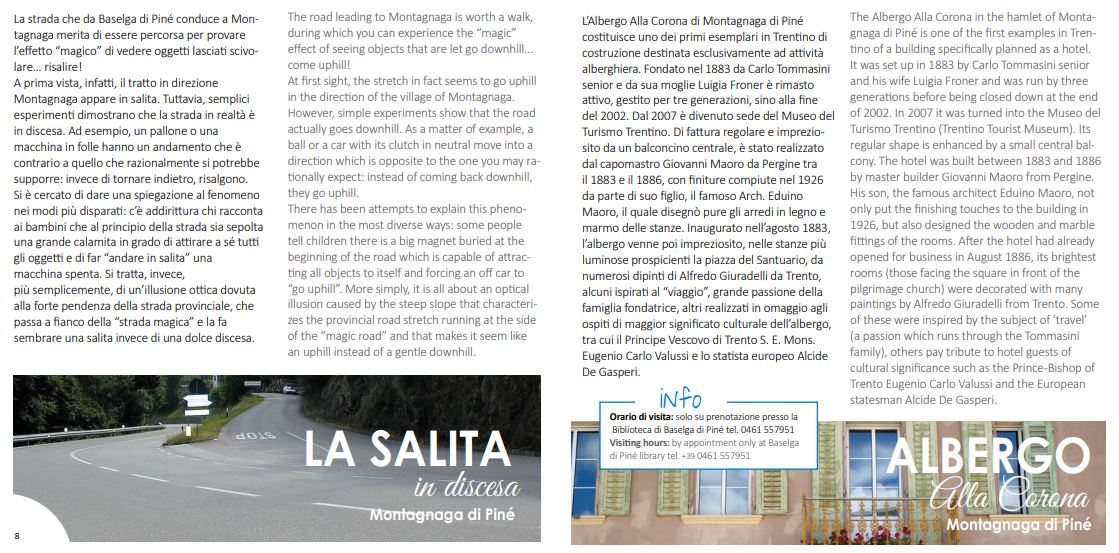 La strada che da Baselga di Piné conduce a Mon-
tagnaga merita di essere percorsa per provare
l'effetto "magico" di vedere oggetti lasciati scivo-
lare... risalire!
A prima vista, infatti, il tratto in direzione
Montagnaga appare in salita. Tuttavia, semplici
esperimenti dimostrano che la strada in realtà è
in discesa. Ad esempio, un pallone o una
macchina in folle hanno un andamento che è
contrario a quello che razionalmente si potrebbe
supporre: invece di tornare indietro, risalgono.
Si è cercato di dare una spiegazione al fenomeno
nei modi più disparati: c'è addirittura chi racconta
ai bambini che al principio della strada sia sepolta
una grande calamita in grado di attirare a sé tutti
gli oggetti e di far "andare in salita" una
macchina spenta. Si tratta, invece,
più semplicemente, di un'illusione ottica dovuta
alla forte pendenza della strada provinciale, che
passa a fianco della "strada magica" e la fa
sembrare una salita invece di una dolce discesa.
The road leading to Montagnaga is worth a walk,
during which you can experience the "magic"
effect of seeing objects that are let go downhill...
come uphill!
At first sight, the stretch in fact seems to go uphill
in the direction of the village of Montagnaga.
However, simple experiments show that the road
actually goes downhill. As a matter of example, a
ball or a car with its clutch in neutral move into a
direction which is opposite to the one you may ra-
tionally expect: instead of coming back downhill,
they go uphill.
There has been attempts to explain this pheno-
menon in the most diverse ways: some people
tell children there is a big magnet buried at the
beginning of the road which is capable of attrac-
ting all objects to itself and forcing an off car to
"go uphill". More simply, it is all about an optical
illusion caused by the steep slope that characteri-
zes the provincial road stretch running at the side
of the "magic road" and that makes it seem like
an uphill instead of a gentle downhill.
STOP
LA SALITA
in discesa
Montagnaga di Piné
8
L'Albergo Alla Corona di Montagnaga di Piné
costituisce uno dei primi esemplari in Trentino di
costruzione destinata esclusivamente ad attività
alberghiera. Fondato nel 1883 da Carlo Tommasini
senior e da sua moglie Luigia Froner è rimasto
attivo, gestito per tre generazioni, sino alla fine
del 2002. Dal 2007 è divenuto sede del Museo del
Turismo Trentino. Di fattura regolare e imprezio-
sito da un balconcino centrale, è stato realizzato
dal capomastro Giovanni Maoro da Pergine tra
il 1883 e il 1886, con finiture compiute nel 1926
da parte di suo figlio, il famoso Arch. Eduino
Maoro, il quale disegnò pure gli arredi in legno e
marmo delle stanze. Inaugurato nell'agosto 1883,
l'albergo venne poi impreziosito, nelle stanze più
luminose prospicienti la piazza del Santuario, da
numerosi dipinti di Alfredo Giuradelli da Trento,
alcuni ispirati al "viaggio", grande passione della
famiglia fondatrice, altri realizzati in omaggio agli
ospiti di maggior significato culturale dell'albergo,
tra cui il Principe Vescovo di Trento S. E. Mons.
Eugenio Carlo Valussi e lo statista europeo Alcide
De Gasperi.
The Albergo Alla Corona in the hamlet of Monta-
gnaga di Piné is one of the first examples in Tren-
tino of a building specifically planned as a hotel.
It was set up in 1883 by Carlo Tommasini senior
and his wife Luigia Froner and was run by three
generations before being closed down at the end
of 2002. In 2007 it was turned into the Museo del
Turismo Trentino (Trentino Tourist Museum). Its
regular shape is enhanced by a small central bal-
cony. The hotel was built between 1883 and 1886
by master builder Giovanni Maoro from Pergine.
His son, the famous architect Eduino Maoro, not
only put the finishing touches to the building in
1926, but also designed the wooden and marble
fittings of the rooms. After the hotel had already
opened for business in August 1886, its brightest
rooms (those facing the square in front of the
pilgrimage church) were decorated with many
paintings by Alfredo Giuradelli from Trento. Some
of these were inspired by the subject of 'travel'
(a passion which runs through the Tommasini
family), others pay tribute to hotel guests of
cultural significance such as the Prince-Bishop of
Trento Eugenio Carlo Valussi and the European
statesman Alcide De Gasperi.
info
Orario di visita: solo su prenotazione presso la
Biblioteca di Baselga di Piné tel. 0461 557951
Visiting hours: by appointment only at Baselga
di Piné library tel. +39 0461 557951
ALBERGO
Alla Corona
Montagnaga di Piné